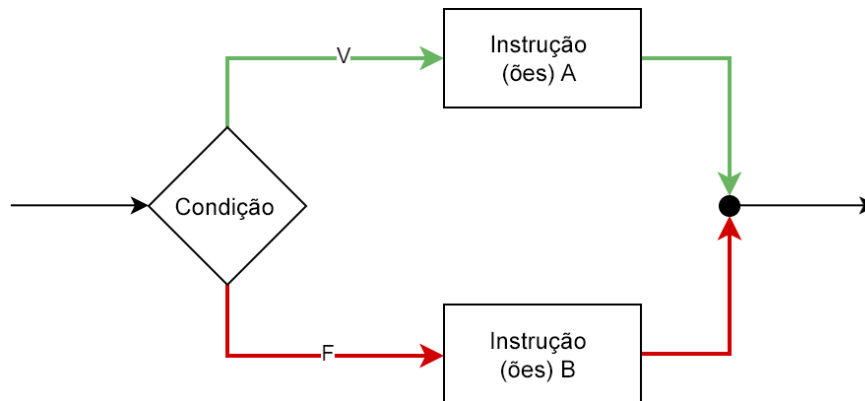 V
Instrução
(ões) A
Condição
F
Instrução
(ões) B